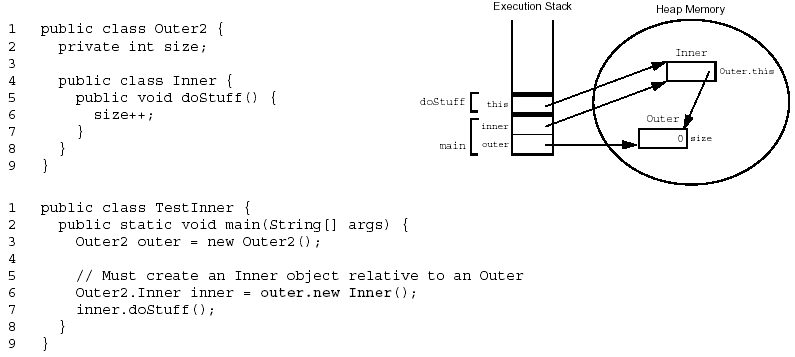 1 public class Outer2 {
2 private int size;
3
4 public class Inner {
5 public void doStuff() {
6 size++;
7 }
8 }
9 }
1 public class TestInner {
2 public static void main(String[] args) {
3 Outer2 outer = new Outer2();
4
5 // Must create an Inner object relative to an Outer
6 Outer2.Inner inner = outer.new Inner();
7 inner.doStuff();
8 }
9 }
Execution Stack
doStuff
this
inner
main
outer
Heap Memory
Inner
Outer.this
Outer
0
size